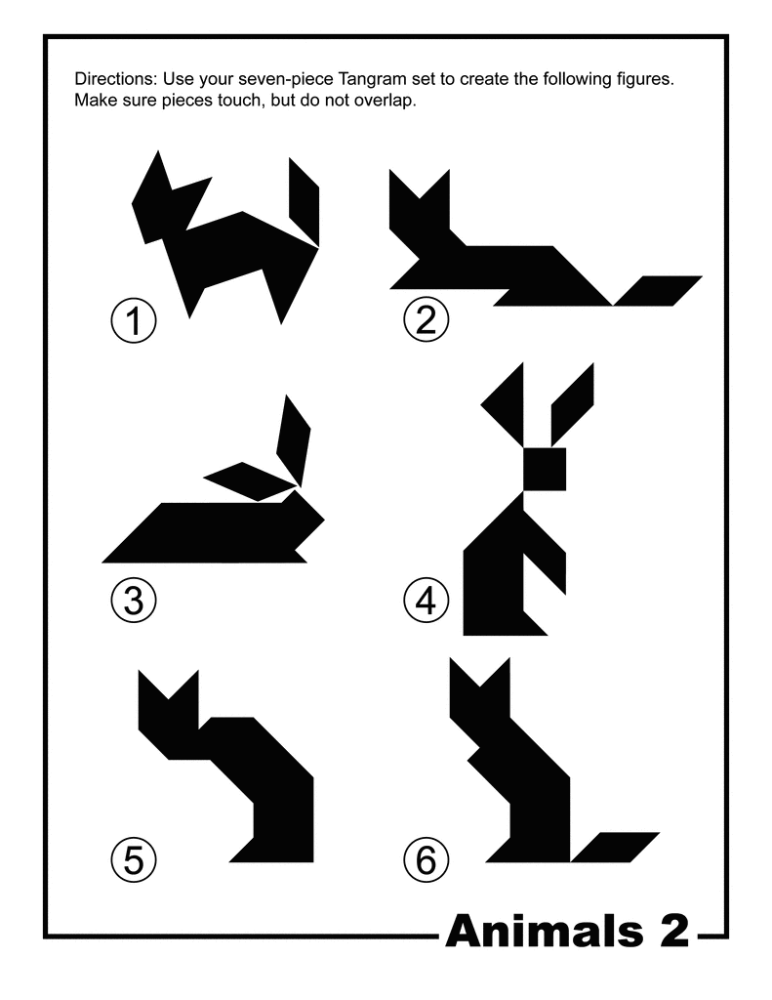 Directions: Use your seven-piece Tangram set to create the following figures.
Make sure pieces touch, but do not overlap.
1
2
3
4
5
6
Animals 2